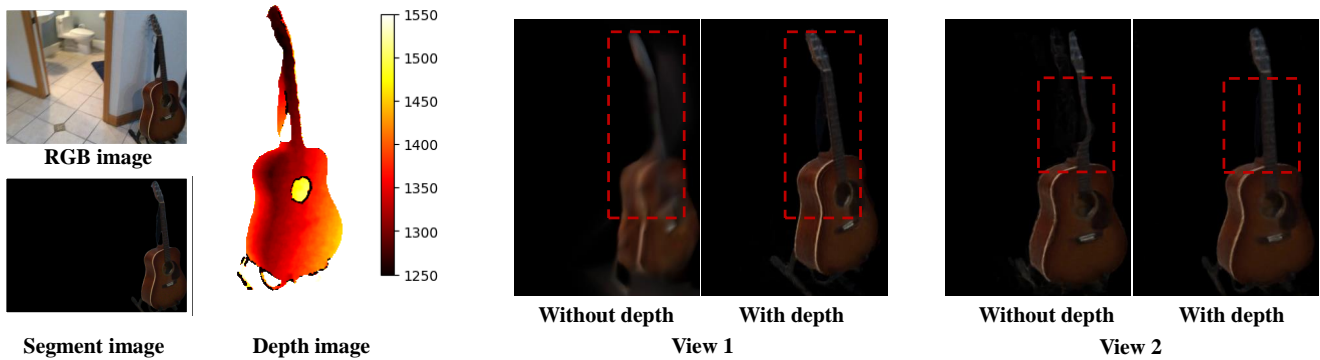 RGB image
Segment image
1550
1500
1450
1400
1350
1300
1250
Depth image
Without depth
With depth
View 1
Without depth
With depth
View 2